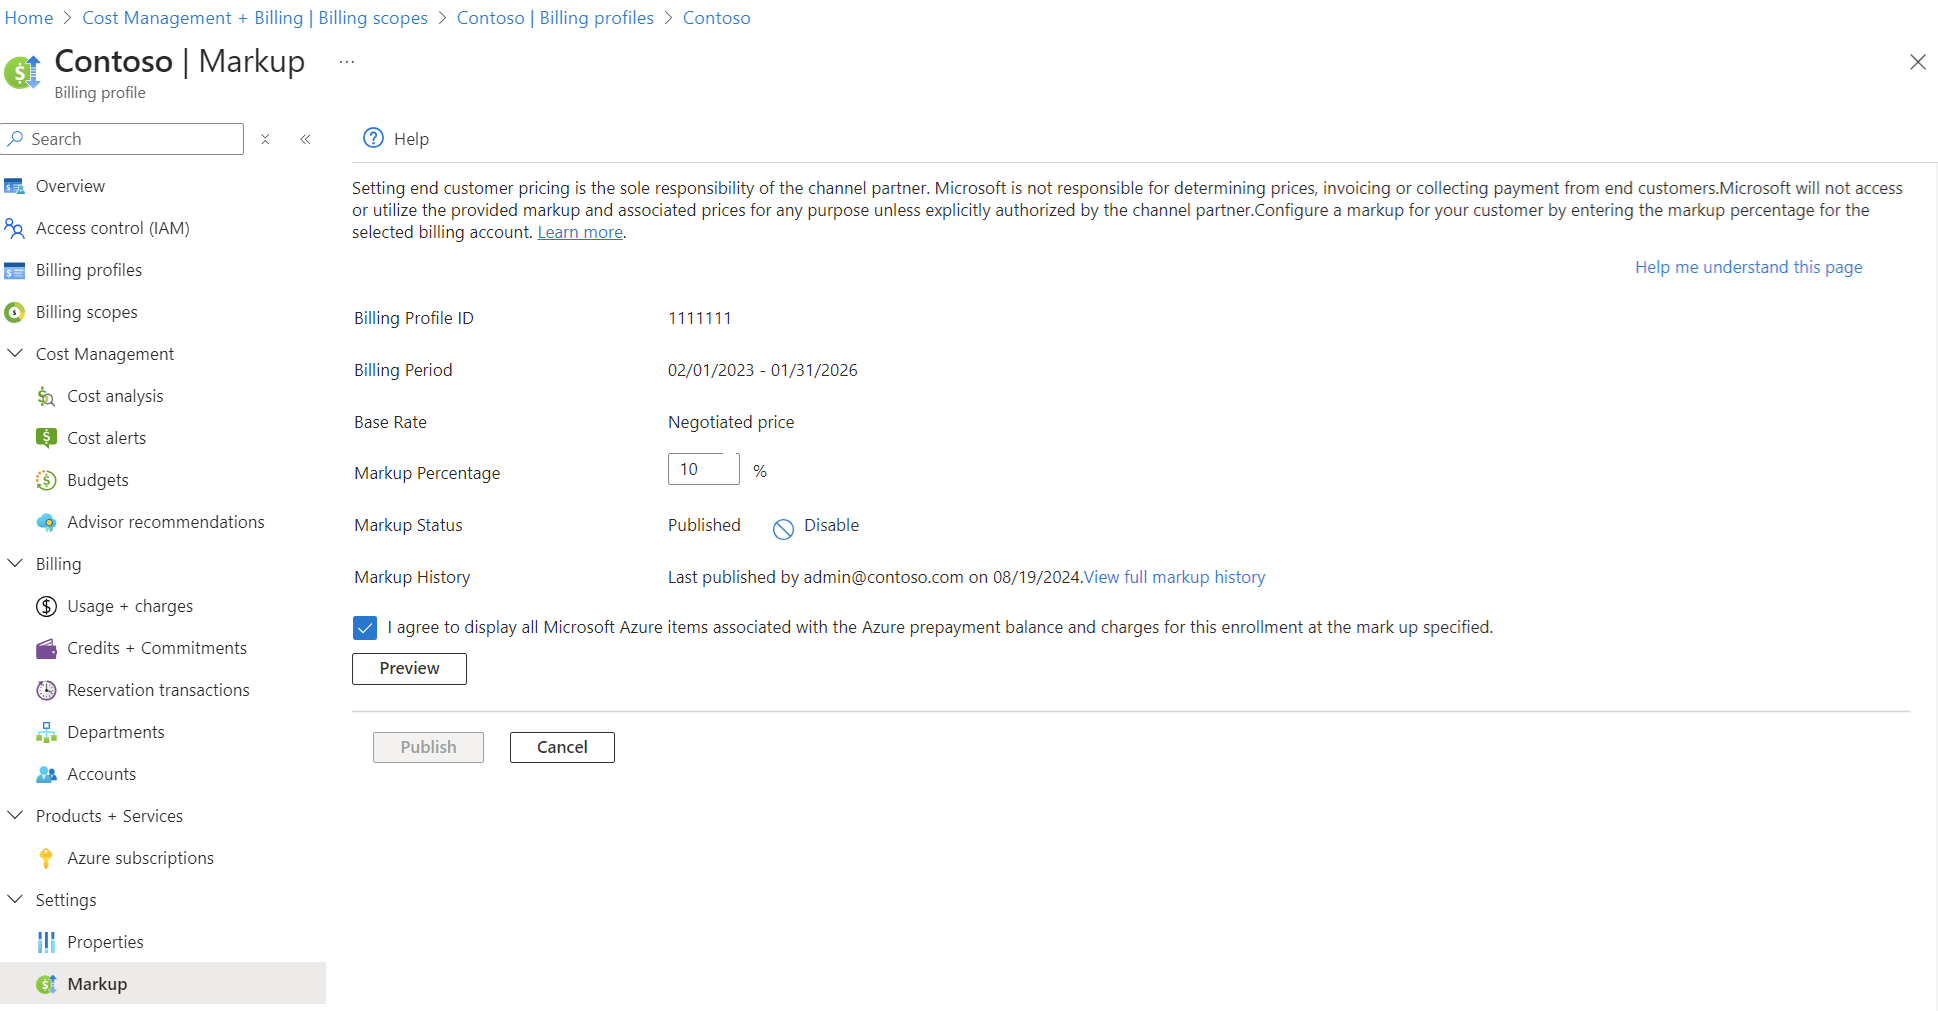 Home > Cost Management + Billing | Billing scopes > Contoso | Billing profiles > Contoso
Contoso | Markup ...
Billing profile
Search
Overview
Access control (IAM)
Billing profiles
Billing scopes
Cost Management
Cost analysis
Cost alerts
Budgets
Advisor recommendations
Billing
Usage + charges
Credits + Commitments
Reservation transactions
Departments
Accounts
Products + Services
Azure subscriptions
Settings
Properties
Markup
Help
Setting end customer pricing is the sole responsibility of the channel partner. Microsoft is not responsible for determining prices, invoicing or collecting payment from end customers.Microsoft will not access
or utilize the provided markup and associated prices for any purpose unless explicitly authorized by the channel partner.Configure a markup for your customer by entering the markup percentage for the
selected billing account. Learn more.
Help me understand this page
Billing Profile ID 1111111
Billing Period 02/01/2023 - 01/31/2026
Base Rate Negotiated price
Markup Percentage 10 %
Markup Status Published Disable
Markup History Last published by admin@contoso.com on 08/19/2024.View full markup history
I agree to display all Microsoft Azure items associated with the Azure prepayment balance and charges for this enrollment at the mark up specified.
Preview
Publish Cancel